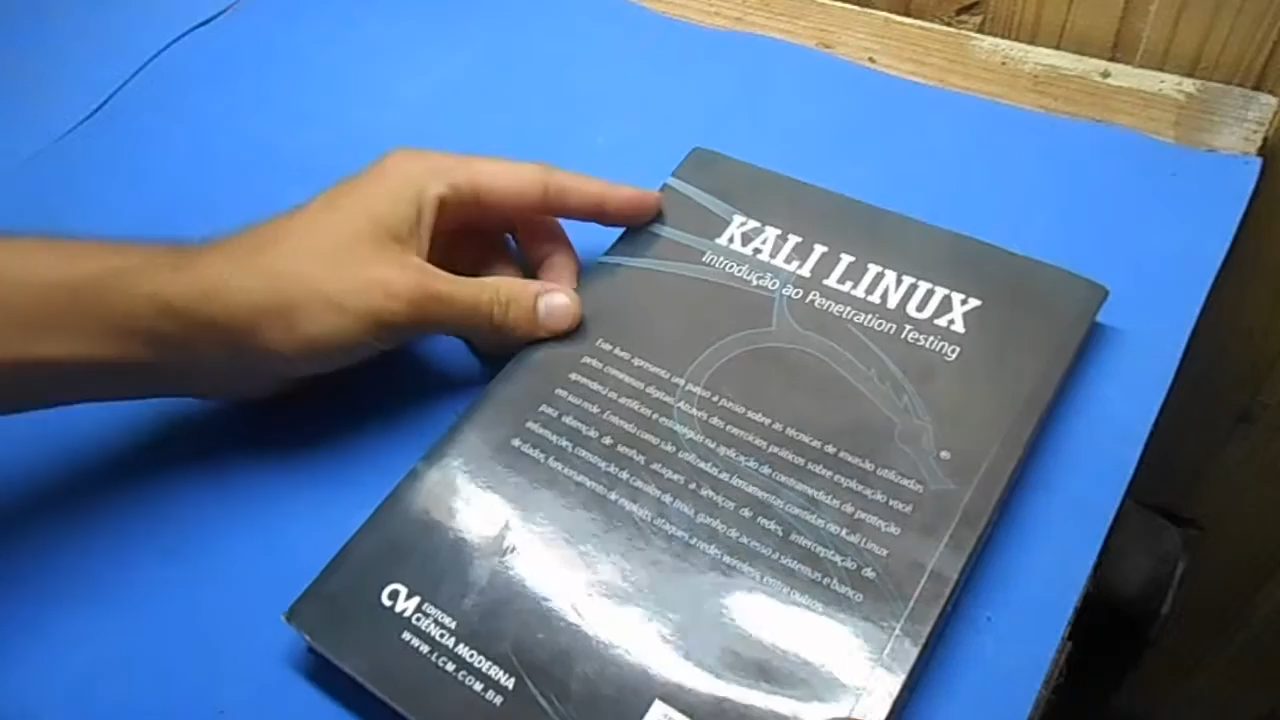 KALI LINUX
Introdução ao Penetration Testing
Este livro apresenta um passo a passo sobre as técnicas de invasão utilizadas
pelos criminosos digitais. Através dos exercícios práticos sobre exploração você
aprenderá os artifícios e estratégias na aplicação de contramedidas de proteção
em sua rede. Entenda como são utilizadas as ferramentas contidas no Kali Linux
para obtenção de senhas, ataques a serviços de redes, interceptação de
informações, construção de cavalos de troia, ganho de acesso a sistemas e banco
de dados, funcionamento de exploits, ataques a redes wireless, entre outros.
®
CM EDITORA
CIÊNCIA MODERNA
WWW.LCM.COM.BR